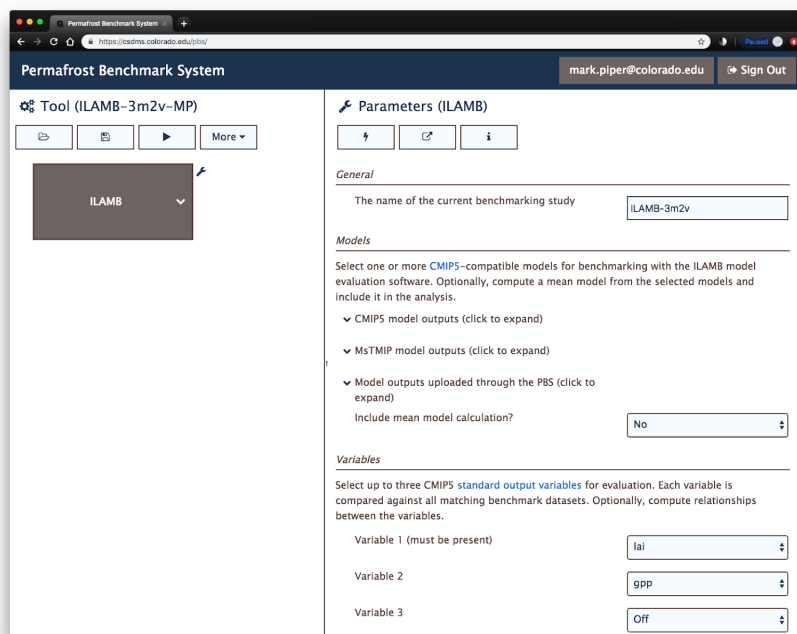 Permafrost Benchmark System
https://csdms.colorado.edu/pbs/
Paused
Permafrost Benchmark System
mark.piper@colorado.edu
Sign Out
Tool (ILAMB-3m2v-MP)
More
ILAMB
Parameters (ILAMB)
General
The name of the current benchmarking study
ILAMB-3m2v
Models
Select one or more CMIP5-compatible models for benchmarking with the ILAMB model
evaluation software. Optionally, compute a mean model from the selected models and
include it in the analysis.
CMIP5 model outputs (click to expand)
MsTMIP model outputs (click to expand)
Model outputs uploaded through the PBS (click to
expand)
Include mean model calculation?
No
Variables
Select up to three CMIP5 standard output variables for evaluation. Each variable is
compared against all matching benchmark datasets. Optionally, compute relationships
between the variables.
Variable 1 (must be present)
lai
Variable 2
gpp
Variable 3
Off